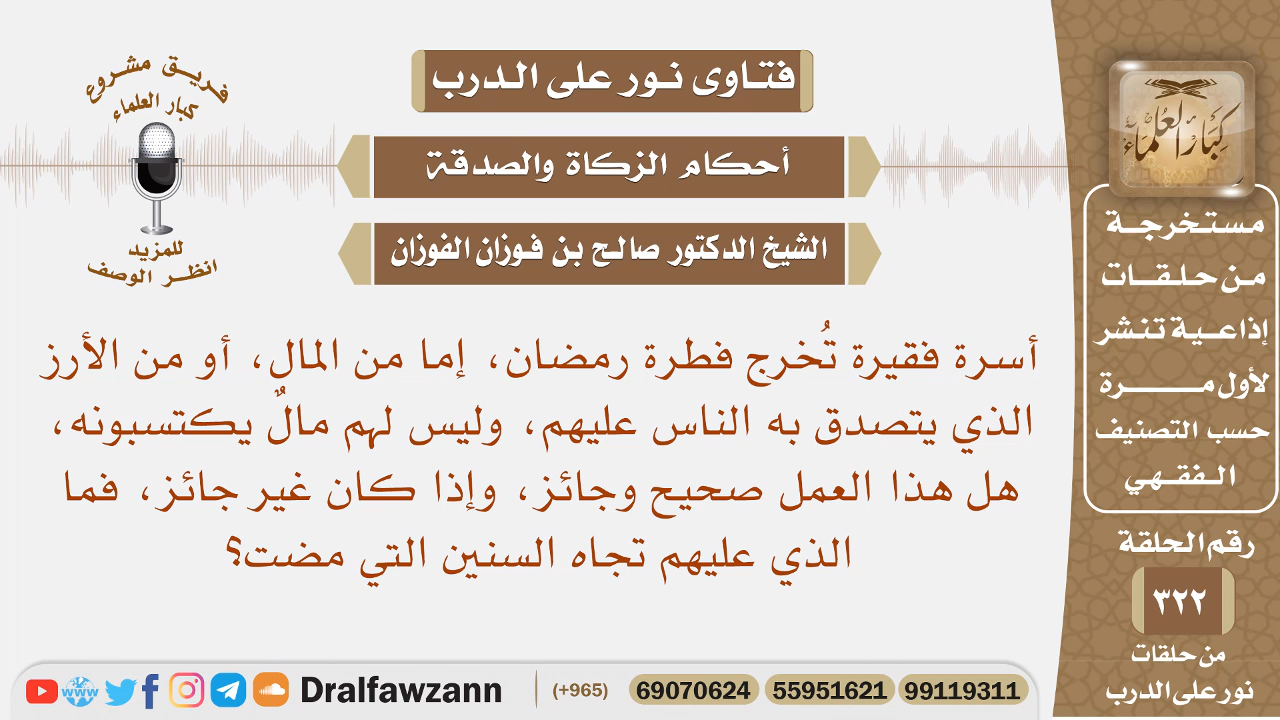 فتاوى نور على الدرب
أحكام الزكاة والصدقة
الشيخ الدكتور صالح بن فوزان الفوزان
أسرة فقيرة تُخرج فطرة رمضان، إما من المال، أو من الأرز
الذي يتصدق به الناس عليهم، وليس لهم مالٌ يكتسبونه،
هل هذا العمل صحيح وجائز، وإذا كان غير جائز، فما
الذي عليهم تجاه السنين التي مضت؟
فريق مشروع
كبار العلماء
للمزيد
انظر الوصف
كبار العلماء
مستخرجة
من حلقات
إذاعية تنشر
لأول مرة
حسب التصنيف
الفقهي
رقم الحلقة
٣٢٢
من حلقات
نور على الدرب
www
Dralfawzann
(+965)
69070624
55951621
99119311